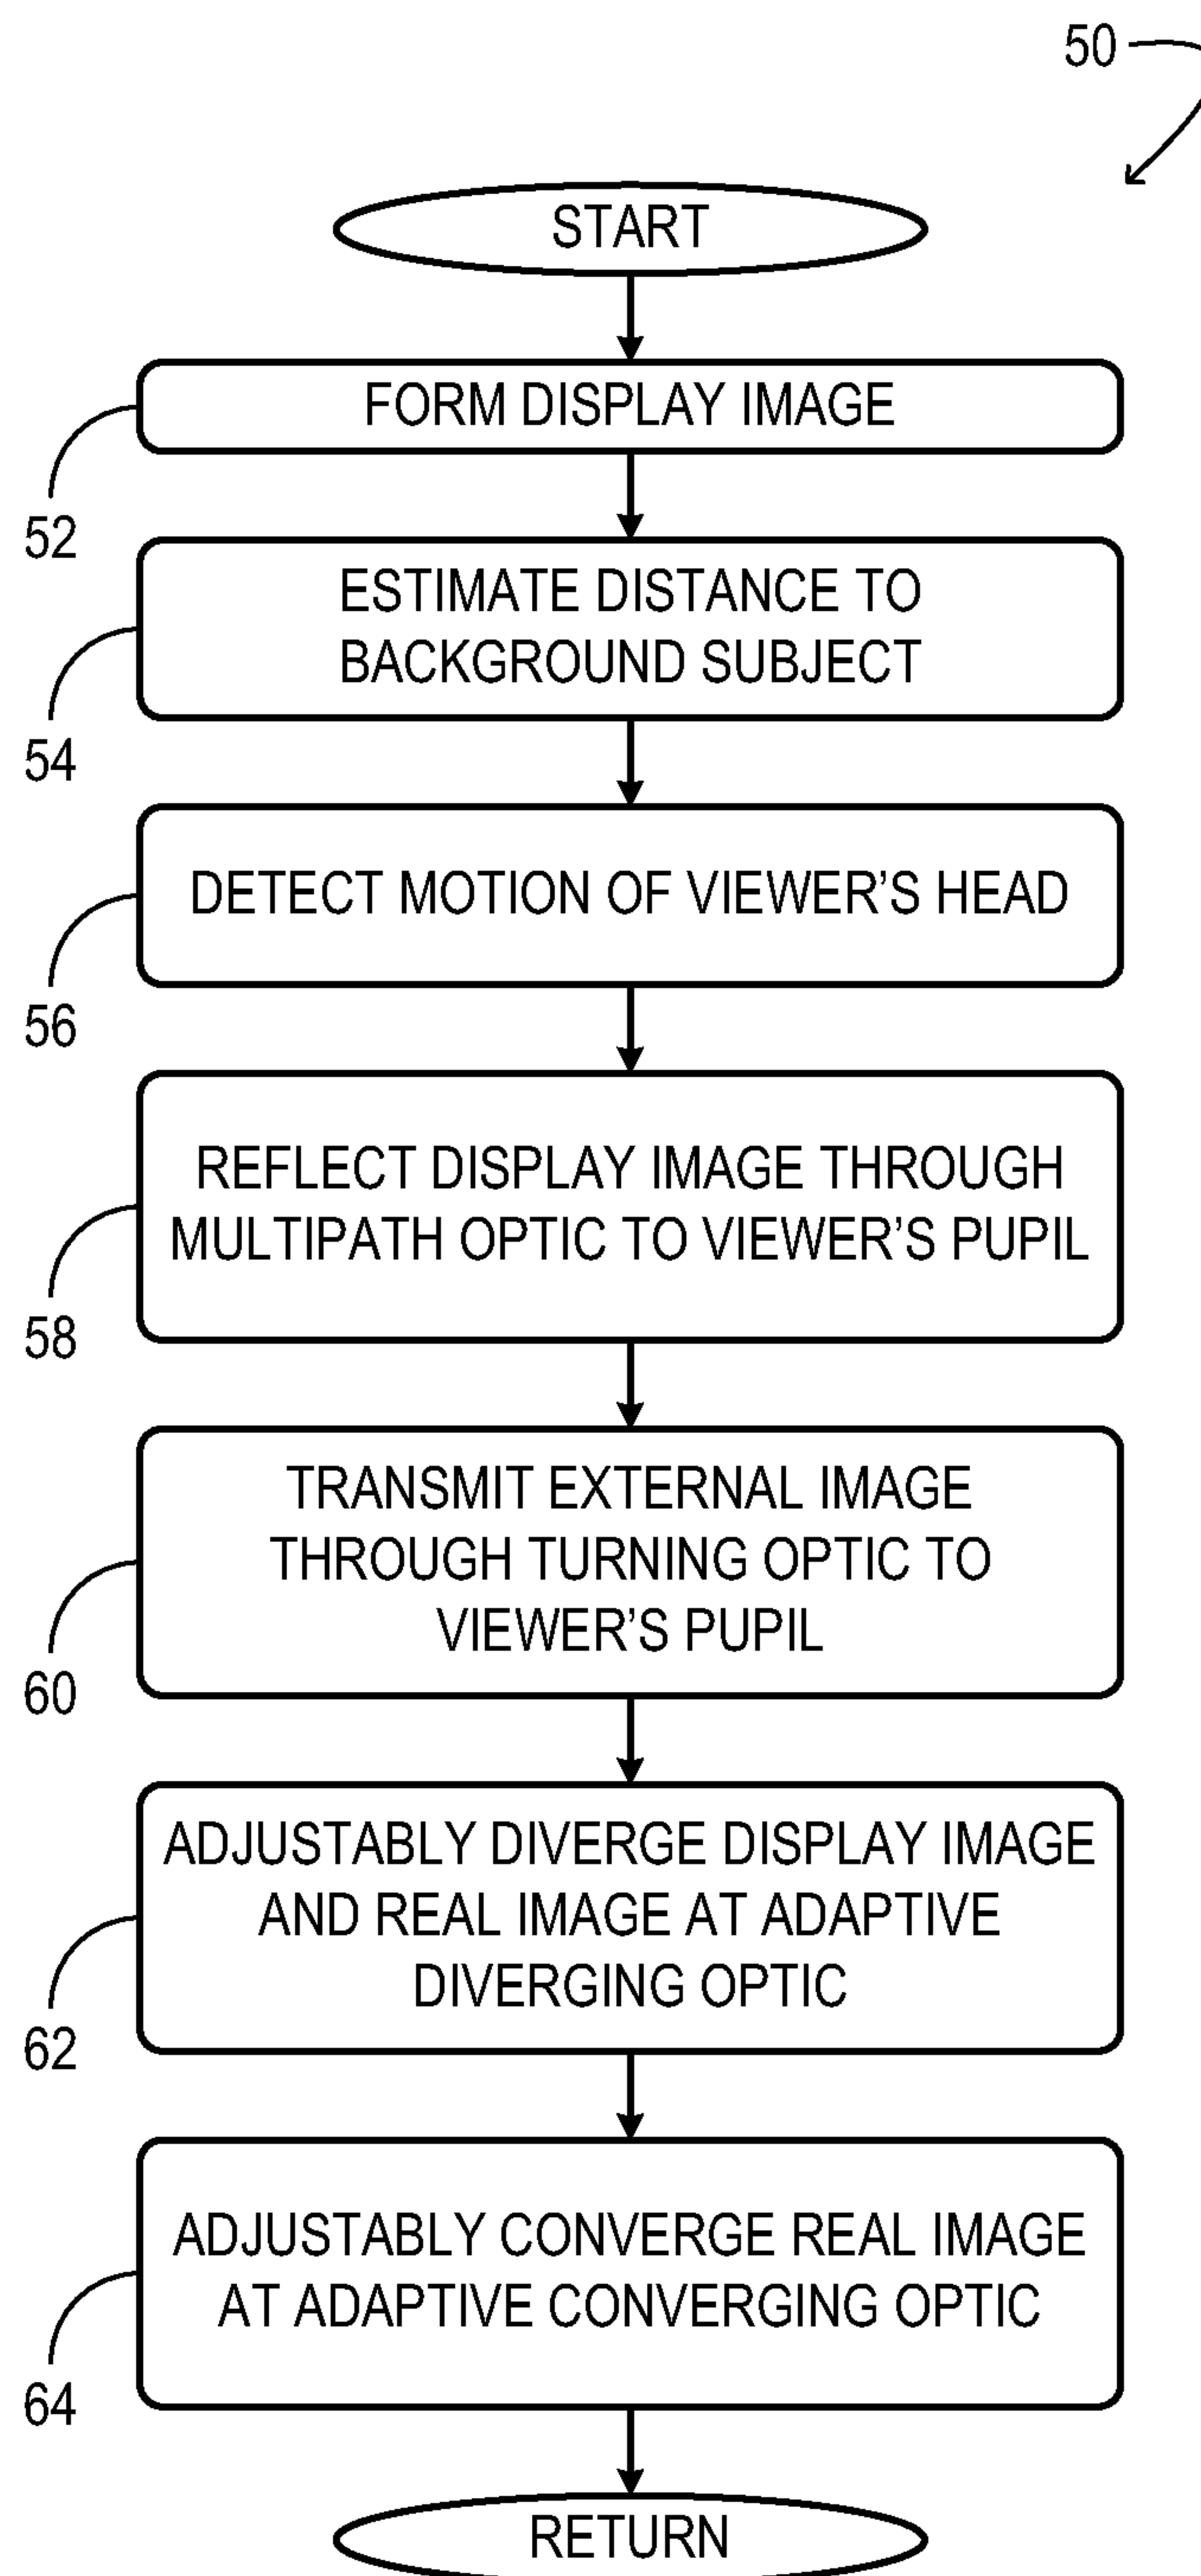 50
START
FORM DISPLAY IMAGE
52
ESTIMATE DISTANCE TO
BACKGROUND SUBJECT
54
DETECT MOTION OF VIEWER'S HEAD
56
REFLECT DISPLAY IMAGE THROUGH
MULTIPATH OPTIC TO VIEWER'S PUPIL
58
TRANSMIT EXTERNAL IMAGE
THROUGH TURNING OPTIC TO
VIEWER'S PUPIL
60
ADJUSTABLY DIVERGE DISPLAY IMAGE
AND REAL IMAGE AT ADAPTIVE
DIVERGING OPTIC
62
ADJUSTABLY CONVERGE REAL IMAGE
AT ADAPTIVE CONVERGING OPTIC
64
RETURN